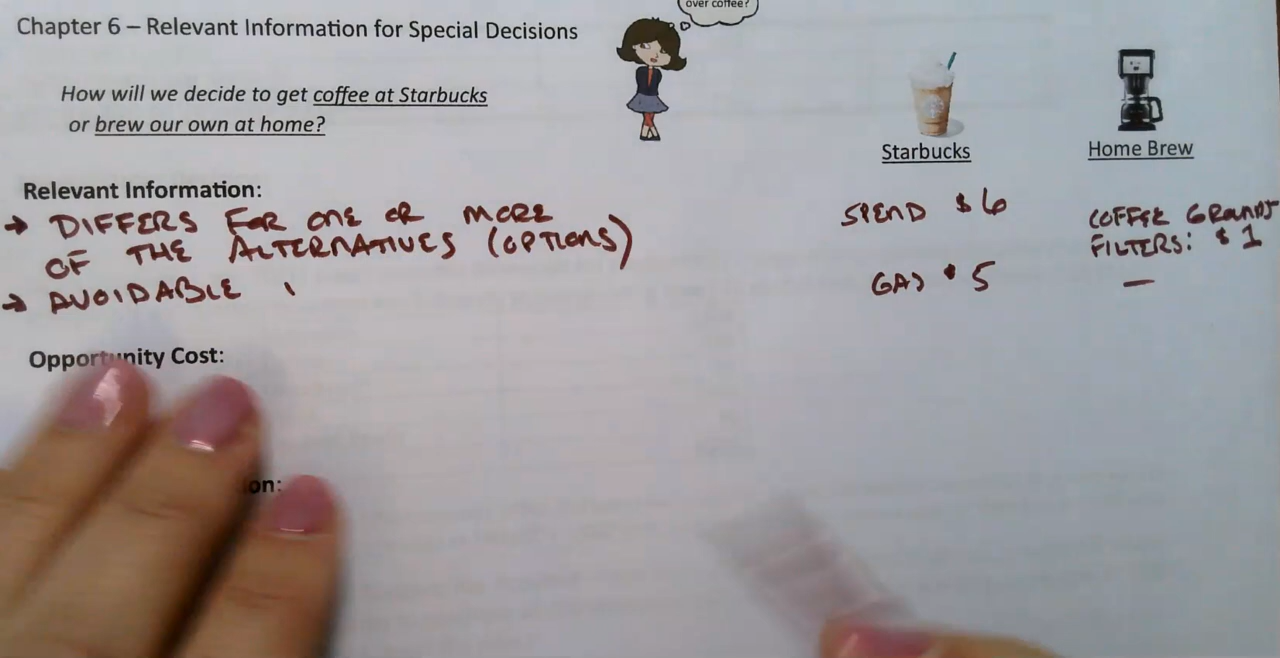 over coffee?
Chapter 6 – Relevant Information for Special Decisions
How will we decide to get coffee at Starbucks
or brew our own at home?
Starbucks
Home Brew
Relevant Information:
→ DIFFERS FOR ONE OR MORE
OF THE ALTERNATIVES (OPTIONS)
→ AVOIDABLE
SPEND $6
COFFEE GROUNDS
FILTERS: $1
GAS $5
—
Opportunity Cost:
on: